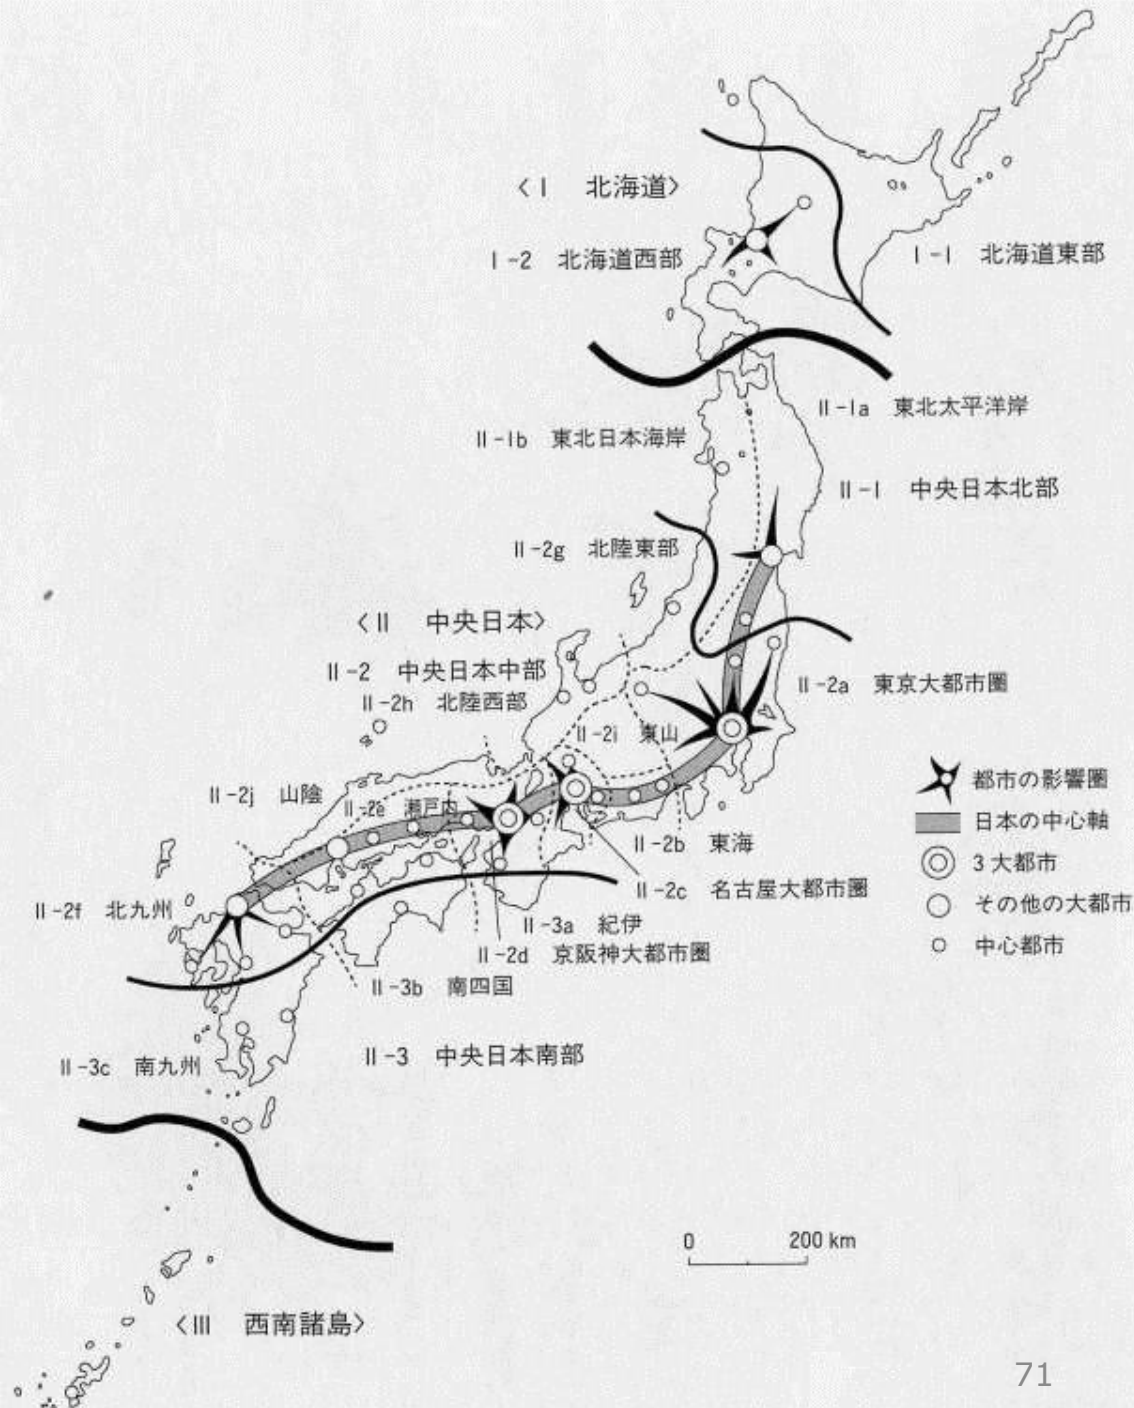 〈Ⅰ 北海道〉
Ⅰ-2 北海道西部
Ⅰ-Ⅰ 北海道東部
Ⅱ-Ⅰa 東北太平洋岸
Ⅱ-Ⅰb 東北日本海岸
Ⅱ-Ⅰ 中央日本北部
Ⅱ-2g 北陸東部
〈Ⅱ 中央日本〉
Ⅱ-2 中央日本中部
Ⅱ-2a 東京大都市圏
Ⅱ-2h 北陸西部
Ⅱ-2i 東山
Ⅱ-2j 山陰
Ⅱ-2e 瀬戸内
Ⅱ-2b 東海
Ⅱ-2c 名古屋大都市圏
Ⅱ-2f 北九州
Ⅱ-3a 紀伊
Ⅱ-2d 京阪神大都市圏
Ⅱ-3b 南四国
Ⅱ-3 中央日本南部
Ⅱ-3c 南九州
都市の影響圏
日本の中心軸
3大都市
その他の大都市
中心都市
0 200 km
〈Ⅲ 西南諸島〉
71